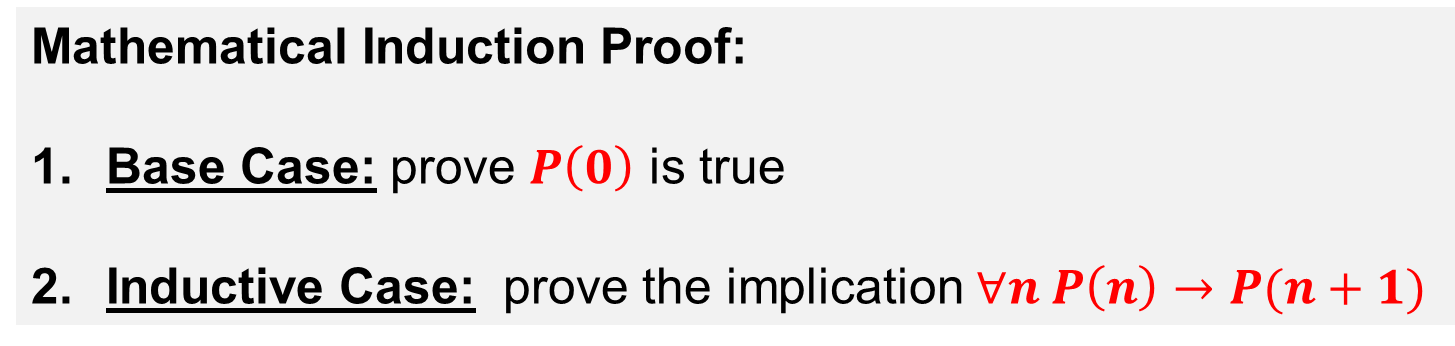 Mathematical Induction Proof:
1. Base Case: prove P(0) is true
2. Inductive Case: prove the implication ∀n P(n) → P(n + 1)